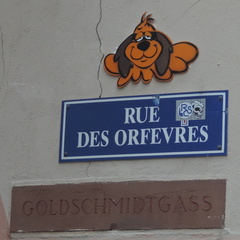 RUE
DES ORFEVRES
GOLDSCHMIDTGASS